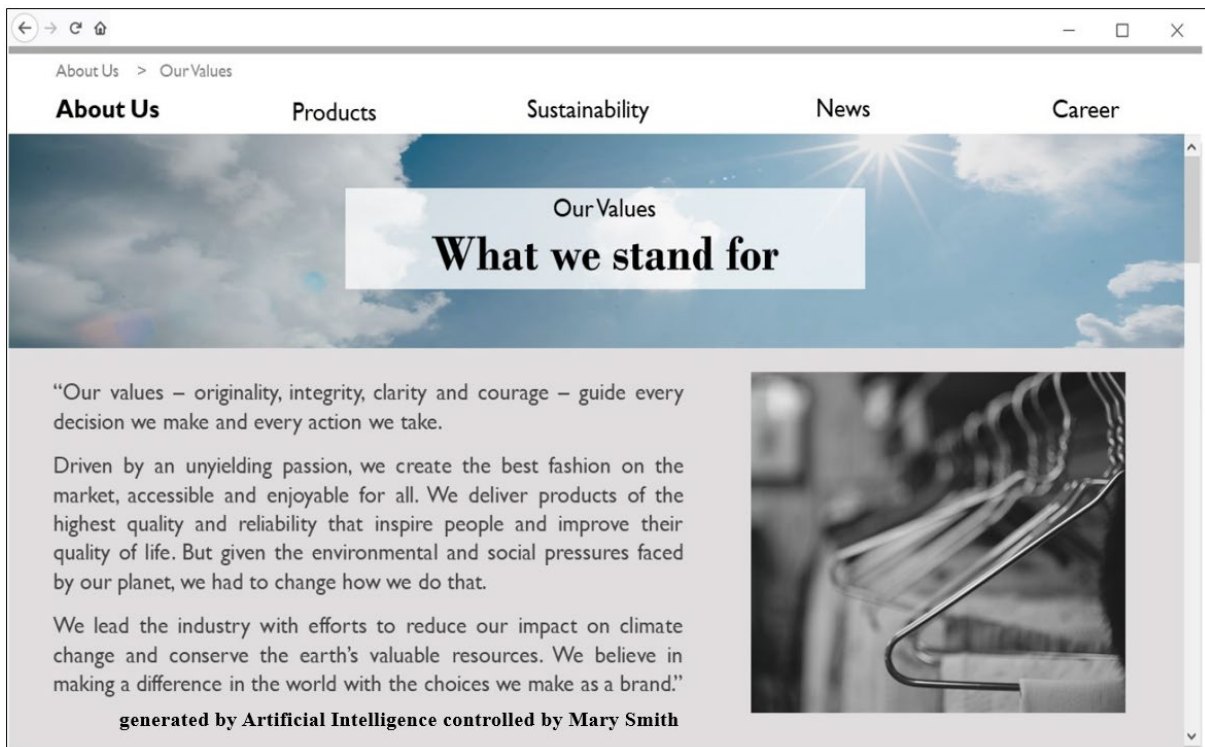 About Us > Our Values
About Us Products Sustainability News Career
Our Values
What we stand for
“Our values – originality, integrity, clarity and courage – guide every
decision we make and every action we take.
Driven by an unyielding passion, we create the best fashion on the
market, accessible and enjoyable for all. We deliver products of the
highest quality and reliability that inspire people and improve their
quality of life. But given the environmental and social pressures faced
by our planet, we had to change how we do that.
We lead the industry with efforts to reduce our impact on climate
change and conserve the earth’s valuable resources. We believe in
making a difference in the world with the choices we make as a brand.”
generated by Artificial Intelligence controlled by Mary Smith